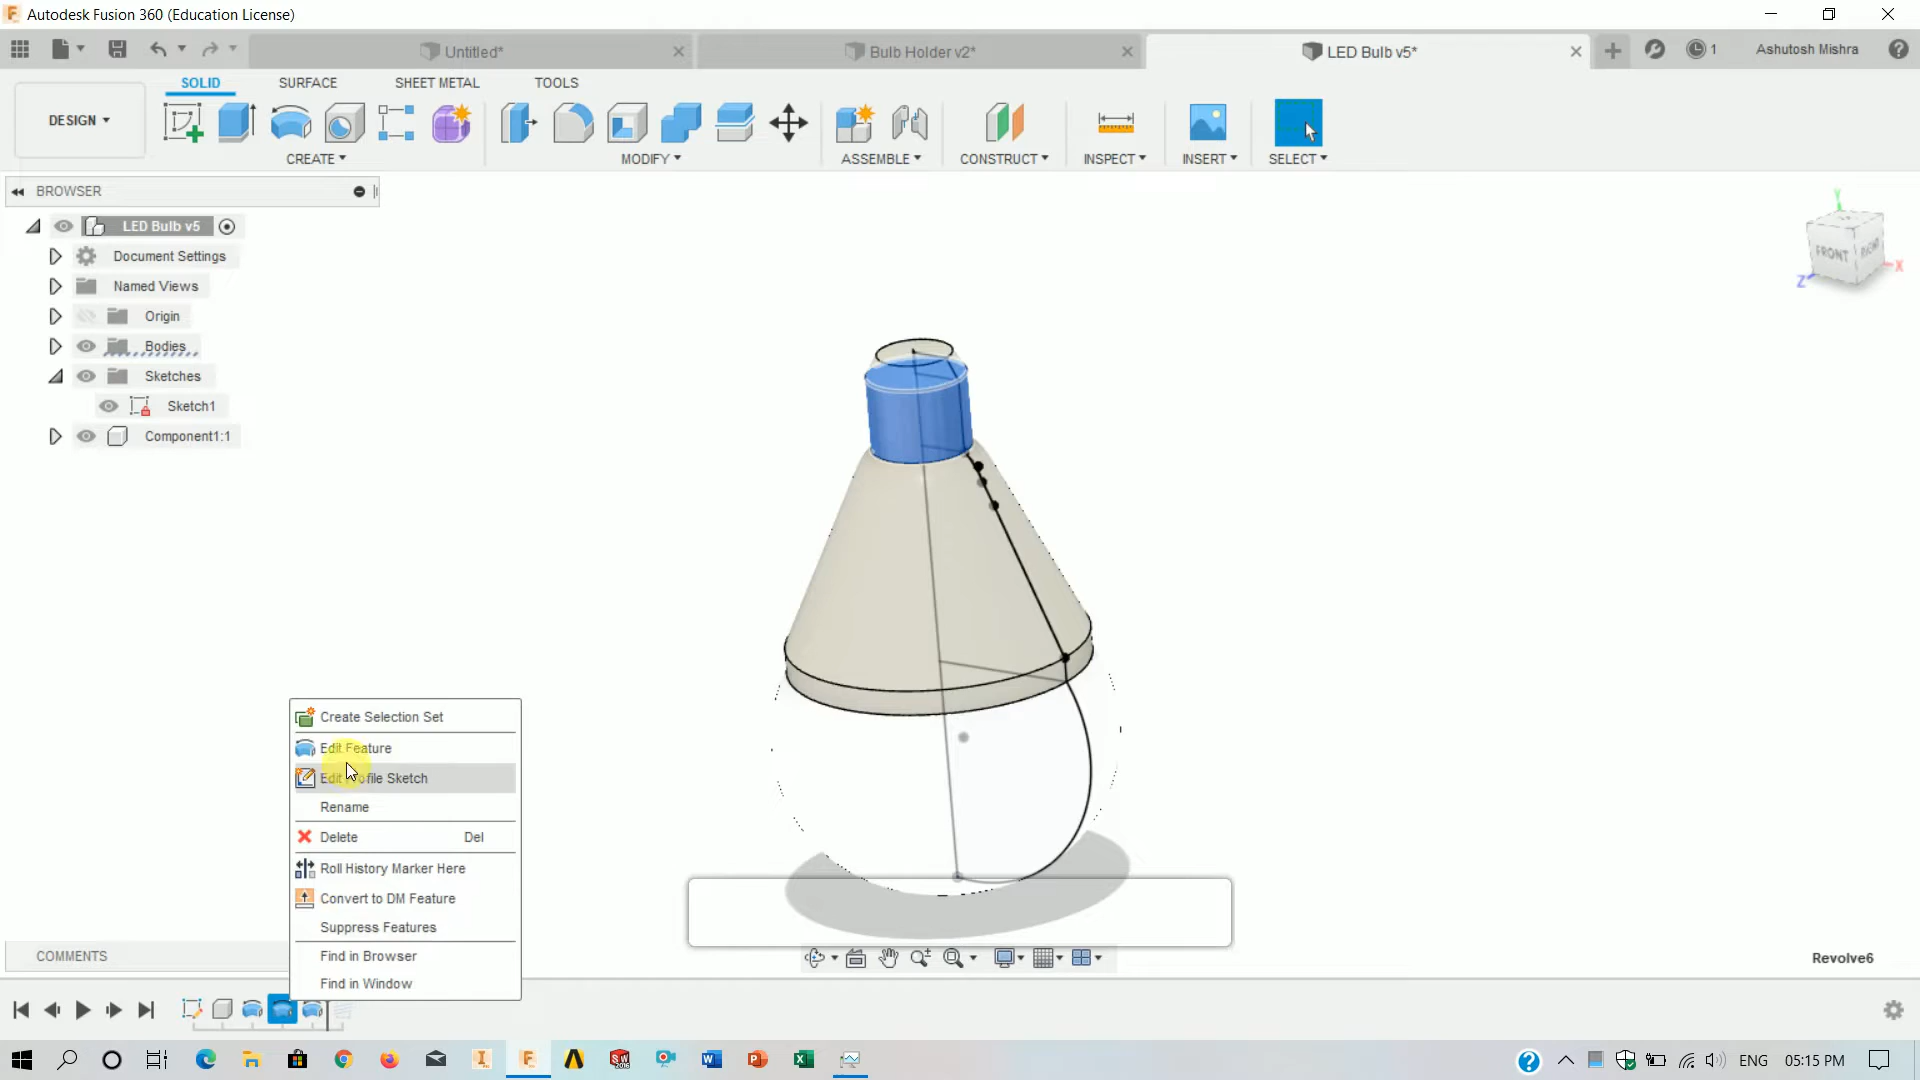 Autodesk Fusion 360 (Education License)
Untitled*
Bulb Holder v2*
LED Bulb v5*
1
Ashutosh Mishra
SOLID
SURFACE
SHEET METAL
TOOLS
DESIGN
CREATE
MODIFY
ASSEMBLE
CONSTRUCT
INSPECT
INSERT
SELECT
BROWSER
LED Bulb v5
Document Settings
Named Views
Origin
Bodies
Sketches
Sketch1
Component1:1
Y
FRONT
RIGHT
X
Z
Create Selection Set
Edit Feature
Edit Profile Sketch
Rename
Delete Del
Roll History Marker Here
Convert to DM Feature
Suppress Features
Find in Browser
Find in Window
COMMENTS
Revolve6
ENG
05:15 PM